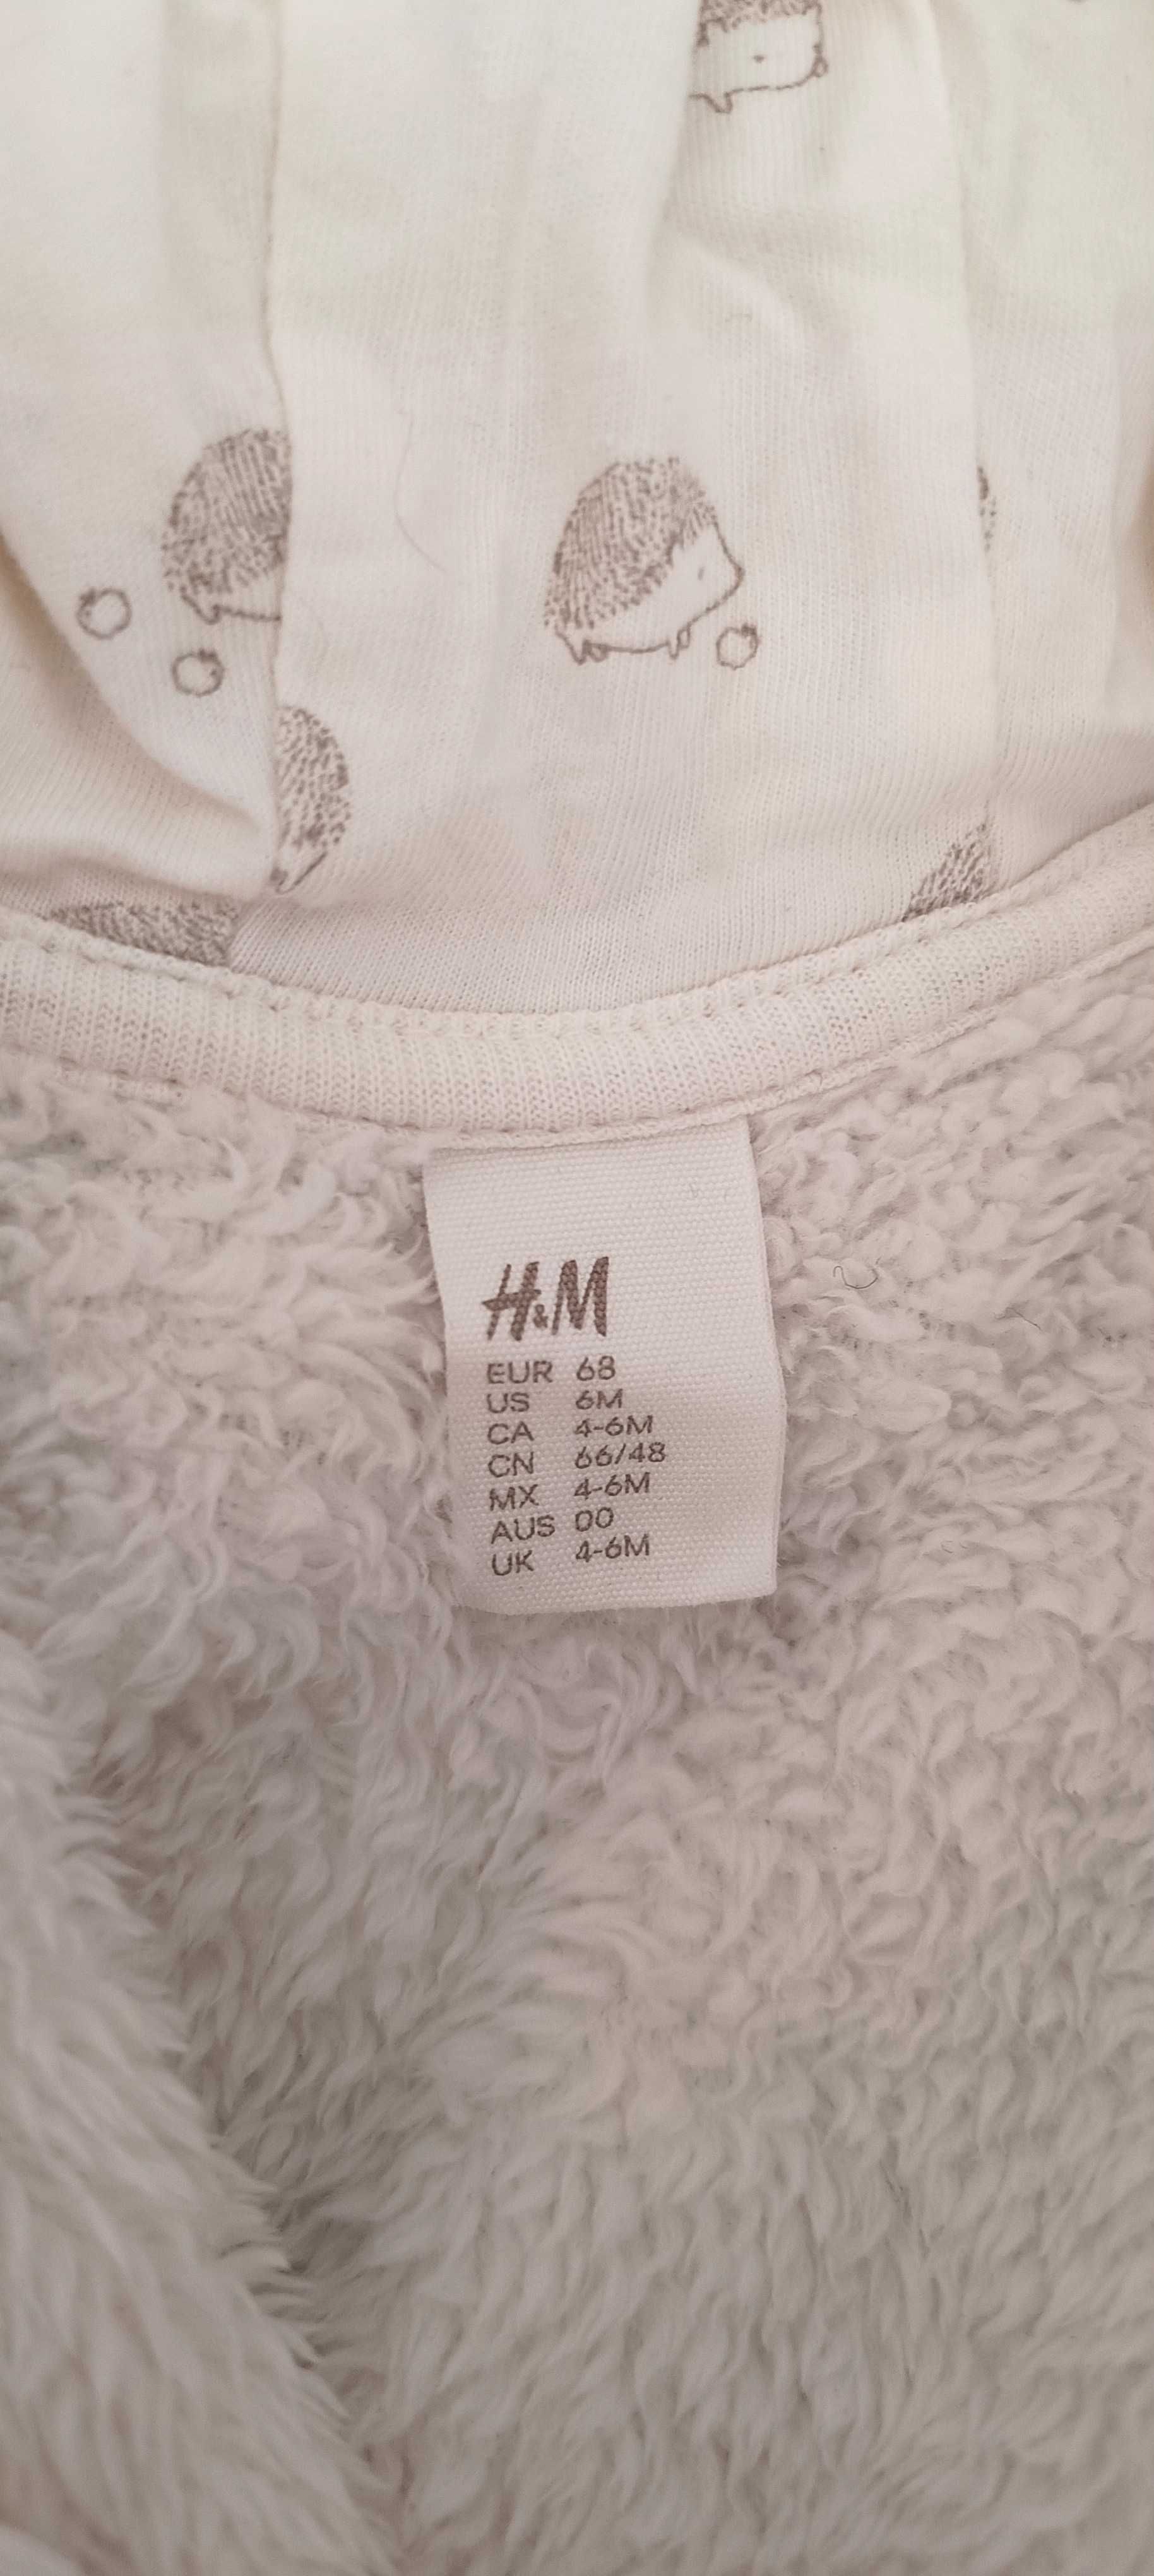 H&M
EUR 68
US 6M
CA 4-6M
CN 66/48
MX 4-6M
AUS 00
UK 4-6M